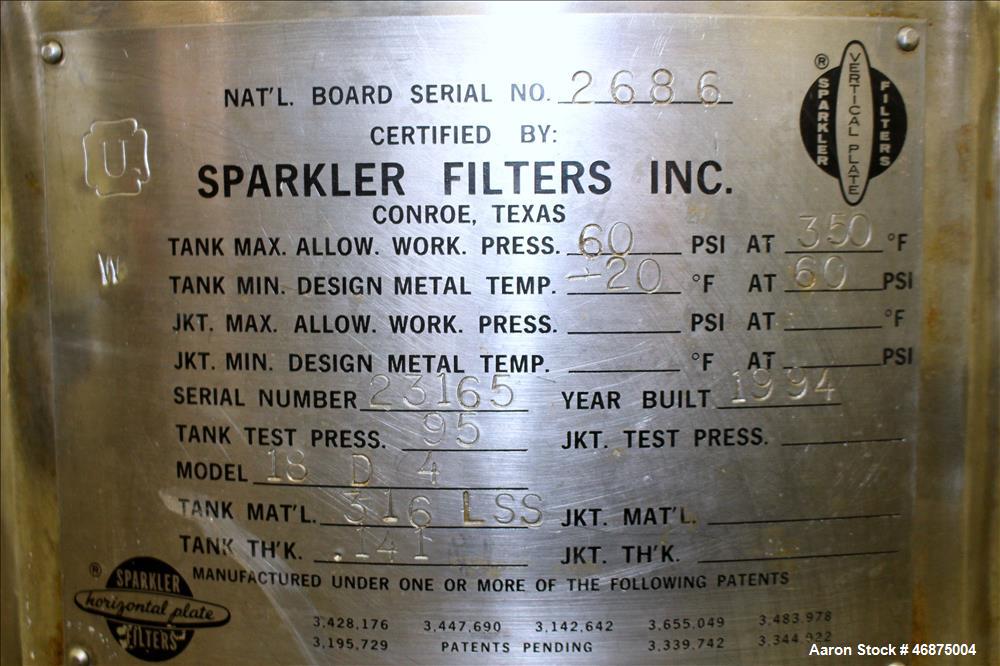 NAT'L. BOARD SERIAL NO. 2686
CERTIFIED BY:
U
® SPARKLER VERTICAL PLATE FILTERS
SPARKLER FILTERS INC.
CONROE, TEXAS
TANK MAX. ALLOW. WORK. PRESS. 60 PSI AT 350 °F
W
TANK MIN. DESIGN METAL TEMP. -20 °F AT 60 PSI
JKT. MAX. ALLOW. WORK. PRESS. PSI AT °F
JKT. MIN. DESIGN METAL TEMP. °F AT PSI
SERIAL NUMBER 23165 YEAR BUILT 1994
TANK TEST PRESS. 95 JKT. TEST PRESS.
MODEL 18 D 4
TANK MAT'L. 316 LSS JKT. MAT'L.
TANK TH'K. .141 JKT. TH'K.
® SPARKLER horizontal plate FILTERS
MANUFACTURED UNDER ONE OR MORE OF THE FOLLOWING PATENTS
3,428,176 3,447,690 3,142,642 3,655,049 3,483,978
3,195,729 PATENTS PENDING 3,339,742 3,344,922
Aaron Stock # 46875004